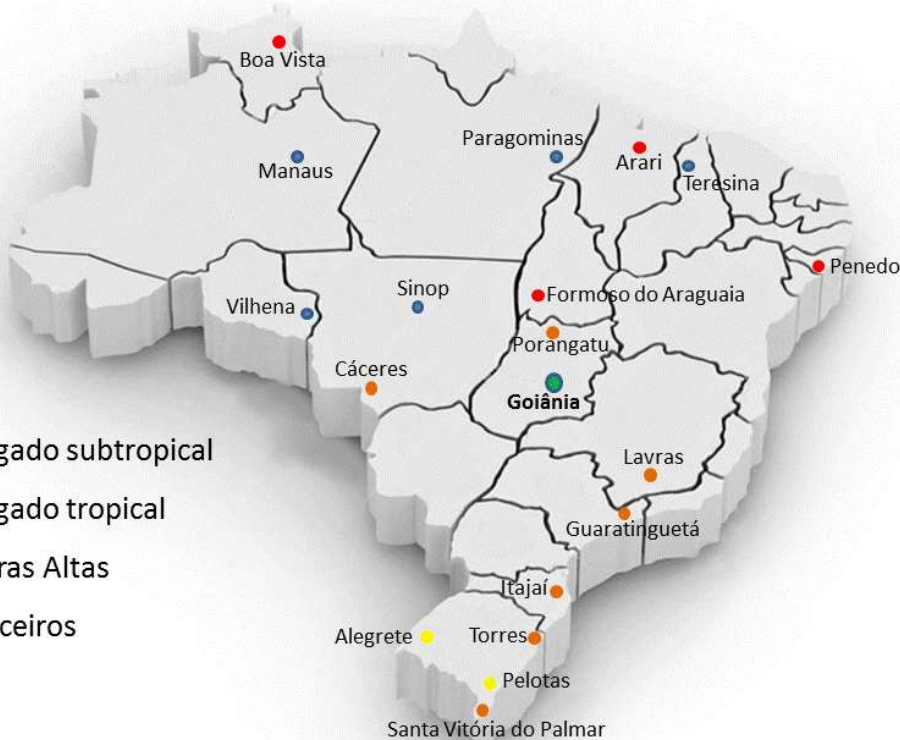 Boa Vista
Paragominas
Manaus
Arari
Teresina
Penedo
Sinop
Formoso do Araguaia
Vilhena
Porangatu
Cáceres
Goiânia
gado subtropical
Lavras
gado tropical
Guaratinguetá
ras Altas
Itajaí
ceiros
Alegrete
Torres
Pelotas
Santa Vitória do Palmar